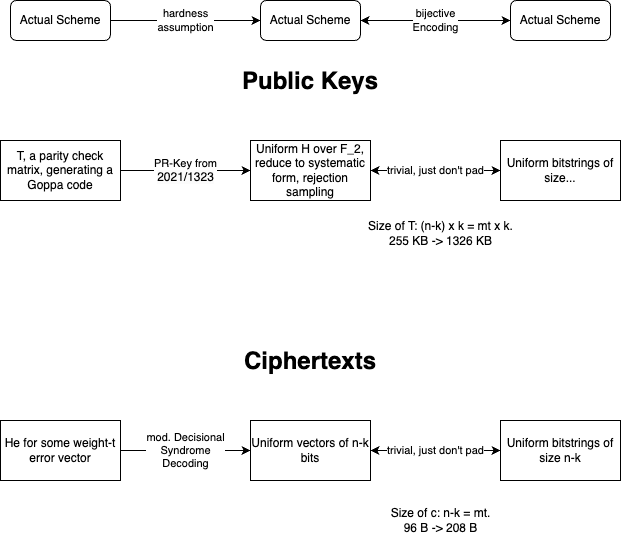 Actual Scheme
hardness
assumption
Actual Scheme
bijective
Encoding
Actual Scheme
Public Keys
T, a parity check
matrix, generating a
Goppa code
PR-Key from
2021/1323
Uniform H over F_2,
reduce to systematic
form, rejection
sampling
trivial, just don't pad
Uniform bitstrings of
size...
Size of T: (n-k) x k = mt x k.
255 KB -> 1326 KB
Ciphertexts
He for some weight-t
error vector
mod. Decisional
Syndrome
Decoding
Uniform vectors of n-k
bits
trivial, just don't pad
Uniform bitstrings of
size n-k
Size of c: n-k = mt.
96 B -> 208 B